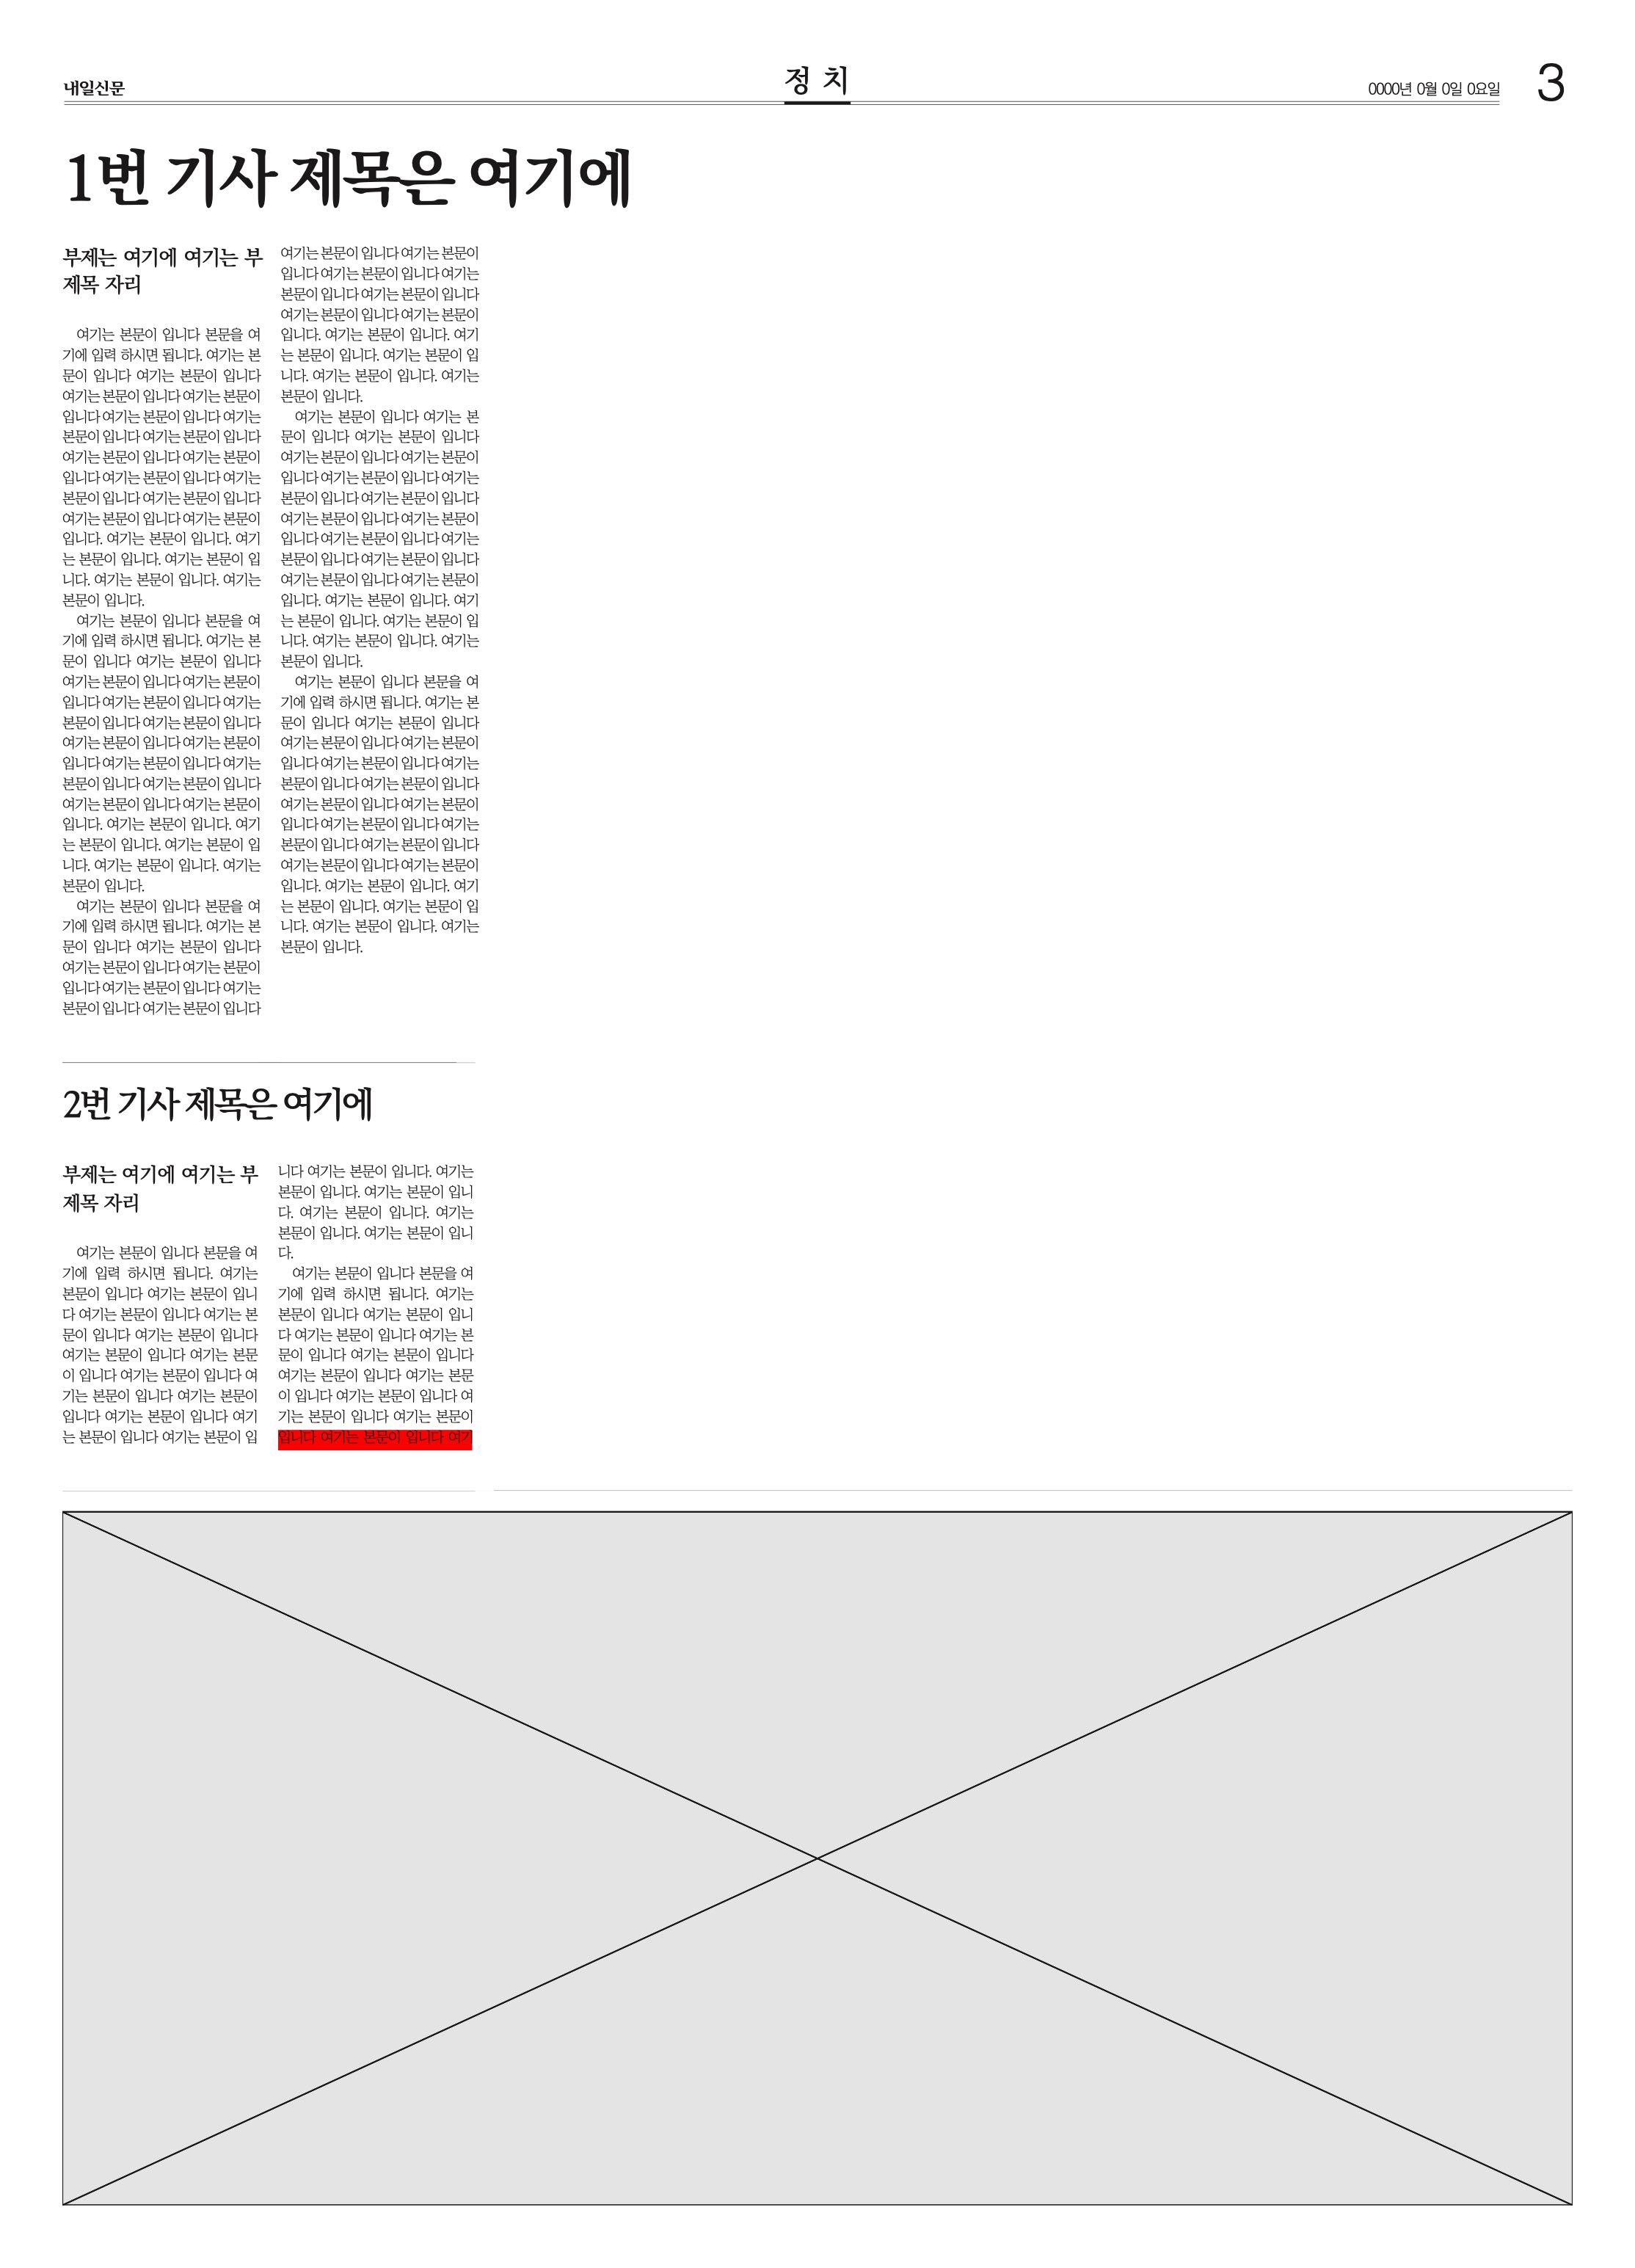 내일신문
정 치
0000년 0월 0일 0요일
3
1번 기사 제목은 여기에
부제는 여기에 여기는 부
제목 자리
여기는 본문이 입니다 본문을 여
기에 입력 하시면 됩니다. 여기는 본
문이 입니다 여기는 본문이 입니다
여기는 본문이 입니다 여기는 본문이
입니다 여기는 본문이 입니다 여기는
본문이 입니다 여기는 본문이 입니다
여기는 본문이 입니다 여기는 본문이
입니다 여기는 본문이 입니다 여기는
본문이 입니다 여기는 본문이 입니다
여기는 본문이 입니다 여기는 본문이
입니다. 여기는 본문이 입니다. 여기
는 본문이 입니다. 여기는 본문이 입
니다. 여기는 본문이 입니다. 여기는
본문이 입니다.
여기는 본문이 입니다 본문을 여
기에 입력 하시면 됩니다. 여기는 본
문이 입니다 여기는 본문이 입니다
여기는 본문이 입니다 여기는 본문이
입니다 여기는 본문이 입니다 여기는
본문이 입니다 여기는 본문이 입니다
여기는 본문이 입니다 여기는 본문이
입니다 여기는 본문이 입니다 여기는
본문이 입니다 여기는 본문이 입니다
여기는 본문이 입니다 여기는 본문이
입니다. 여기는 본문이 입니다. 여기
는 본문이 입니다. 여기는 본문이 입
니다. 여기는 본문이 입니다. 여기는
본문이 입니다.
여기는 본문이 입니다 본문을 여
기에 입력 하시면 됩니다. 여기는 본
문이 입니다 여기는 본문이 입니다
여기는 본문이 입니다 여기는 본문이
입니다 여기는 본문이 입니다 여기는
본문이 입니다 여기는 본문이 입니다
여기는 본문이 입니다 여기는 본문이
입니다 여기는 본문이 입니다 여기는
본문이 입니다 여기는 본문이 입니다
여기는 본문이 입니다 여기는 본문이
입니다. 여기는 본문이 입니다. 여기
는 본문이 입니다. 여기는 본문이 입
니다. 여기는 본문이 입니다. 여기는
본문이 입니다.
여기는 본문이 입니다 여기는 본
문이 입니다 여기는 본문이 입니다
여기는 본문이 입니다 여기는 본문이
입니다 여기는 본문이 입니다 여기는
본문이 입니다 여기는 본문이 입니다
여기는 본문이 입니다 여기는 본문이
입니다 여기는 본문이 입니다 여기는
본문이 입니다 여기는 본문이 입니다
여기는 본문이 입니다 여기는 본문이
입니다. 여기는 본문이 입니다. 여기
는 본문이 입니다. 여기는 본문이 입
니다. 여기는 본문이 입니다. 여기는
본문이 입니다.
여기는 본문이 입니다 본문을 여
기에 입력 하시면 됩니다. 여기는 본
문이 입니다 여기는 본문이 입니다
여기는 본문이 입니다 여기는 본문이
입니다 여기는 본문이 입니다 여기는
본문이 입니다 여기는 본문이 입니다
여기는 본문이 입니다 여기는 본문이
입니다 여기는 본문이 입니다 여기는
본문이 입니다 여기는 본문이 입니다
여기는 본문이 입니다 여기는 본문이
입니다. 여기는 본문이 입니다. 여기
는 본문이 입니다. 여기는 본문이 입
니다. 여기는 본문이 입니다. 여기는
본문이 입니다.
2번 기사 제목은 여기에
부제는 여기에 여기는 부
제목 자리
여기는 본문이 입니다 본문을 여
기에 입력 하시면 됩니다. 여기는
본문이 입니다 여기는 본문이 입니
다 여기는 본문이 입니다 여기는 본
문이 입니다 여기는 본문이 입니다
여기는 본문이 입니다 여기는 본문
이 입니다 여기는 본문이 입니다 여
기는 본문이 입니다 여기는 본문이
입니다 여기는 본문이 입니다 여기
는 본문이 입니다 여기는 본문이 입
니다 여기는 본문이 입니다. 여기는
본문이 입니다. 여기는 본문이 입니
다. 여기는 본문이 입니다. 여기는
본문이 입니다. 여기는 본문이 입니
다.
여기는 본문이 입니다 본문을 여
기에 입력 하시면 됩니다. 여기는
본문이 입니다 여기는 본문이 입니
다 여기는 본문이 입니다 여기는 본
문이 입니다 여기는 본문이 입니다
여기는 본문이 입니다 여기는 본문
이 입니다 여기는 본문이 입니다 여
기는 본문이 입니다 여기는 본문이
입니다 여기는 본문이 입니다 여기